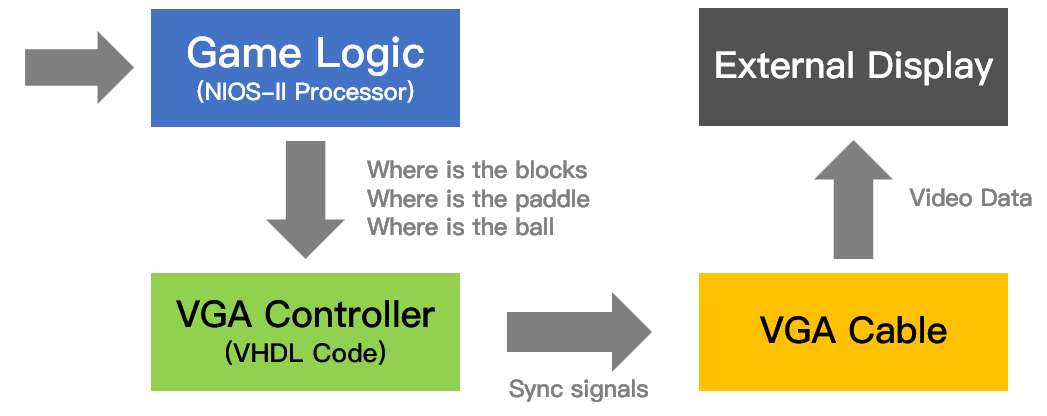 Game Logic
(NIOS-II Processor)
External Display
Where is the blocks
Where is the paddle
Where is the ball
Video Data
VGA Controller
(VHDL Code)
Sync signals
VGA Cable